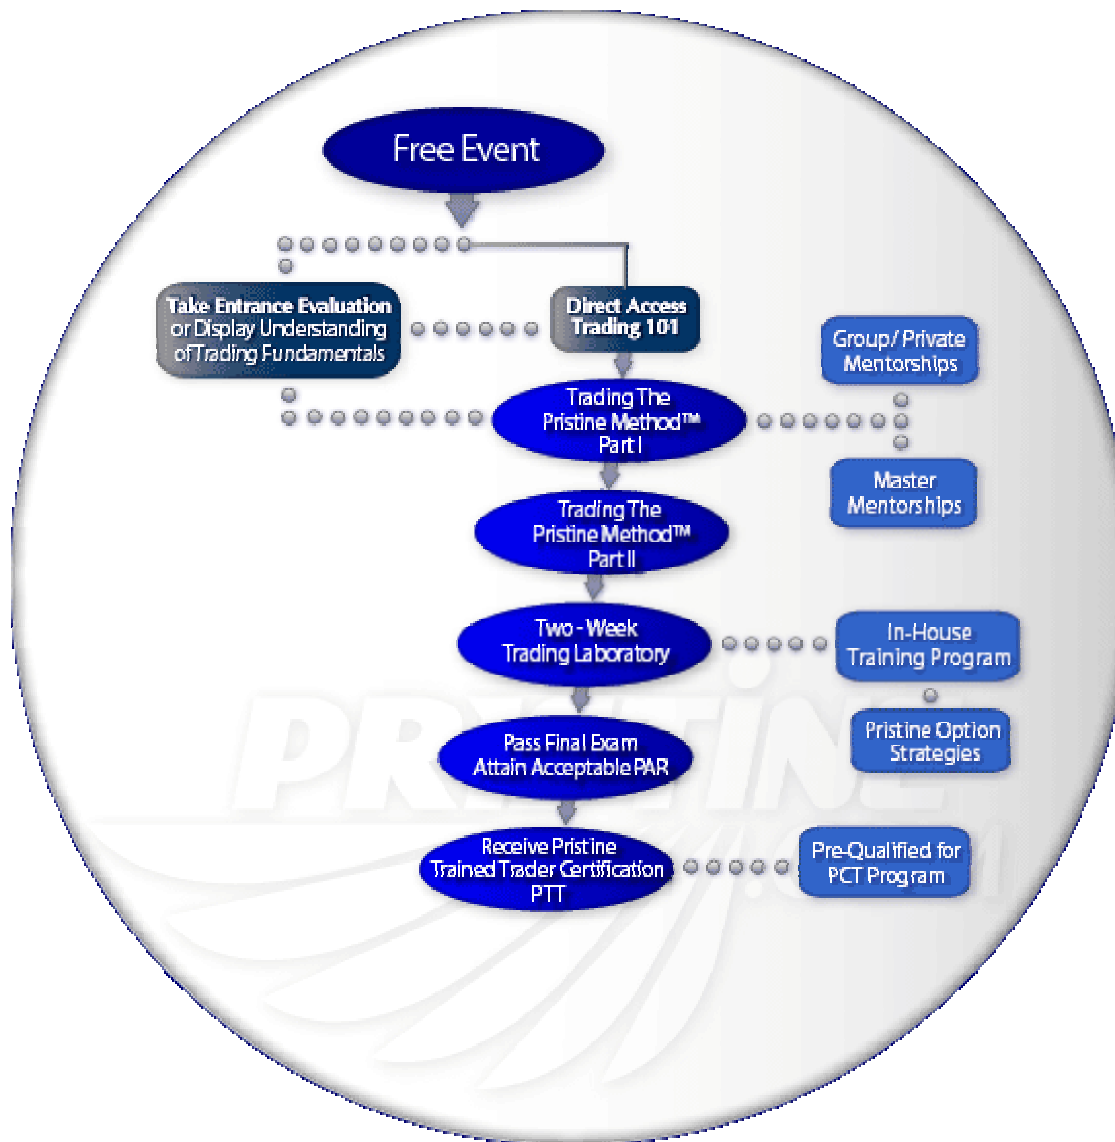 Free Event
Take Entrance Evaluation
or Display Understanding
of Trading Fundamentals
Direct Access
Trading 101
Group/ Private
Mentorships
Trading The
Pristine Method™
Part I
Master
Mentorships
Trading The
Pristine Method™
Part II
Two - Week
Trading Laboratory
In-House
Training Program
Pristine Option
Strategies
Pass Final Exam
Attain Acceptable PAR
Receive Pristine
Trained Trader Certification
PTT
Pre-Qualified for
PCT Program
PRISTINE
.com